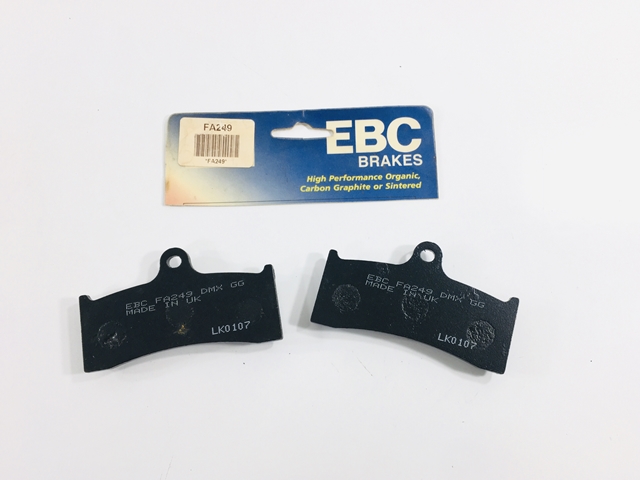 FA249
*FA249*
EBC
BRAKES
High Performance Organic,
Carbon Graphite or Sintered
EBC FA249 DMX GG
MADE IN UK
LK0107
EBC FA249 DMX GG
MADE IN UK
LK0107